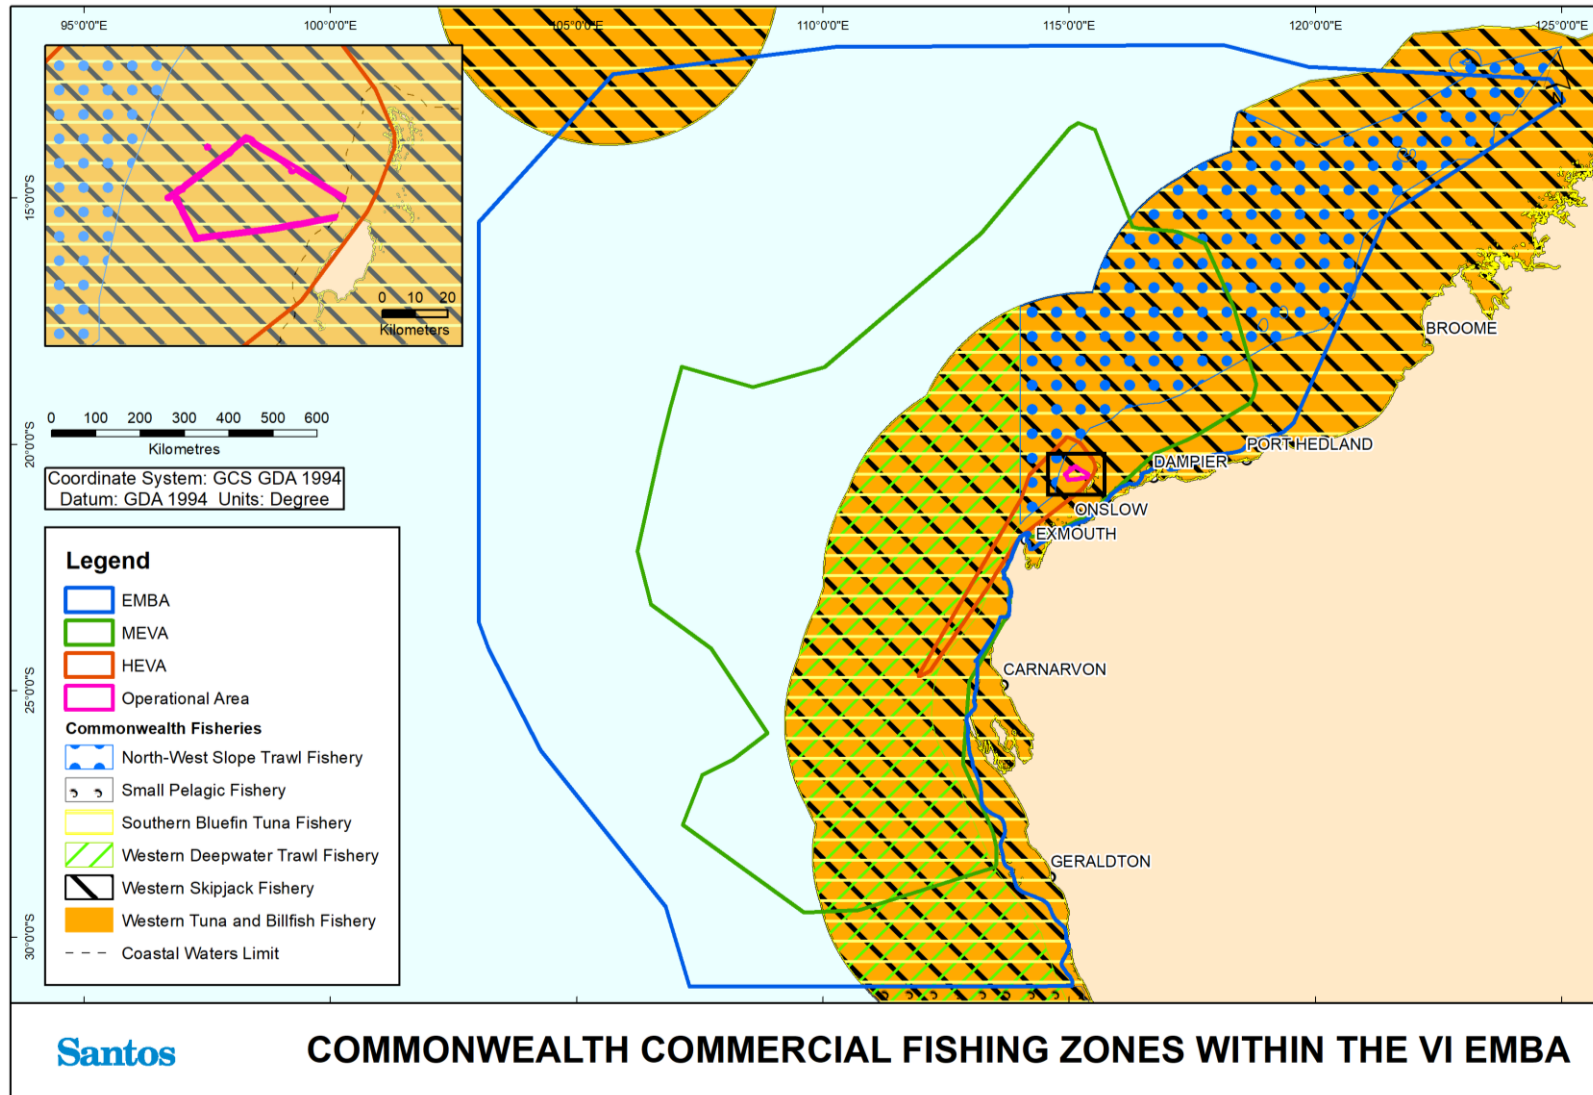 95°0'0"E
100°0'0"E
105°0'0"E
110°0'0"E
115°0'0"E
120°0'0"E
125°0'0"E
15°0'0"S
20°0'0"S
25°0'0"S
30°0'0"S
0 10 20
Kilometers
0 100 200 300 400 500 600
Kilometres
Coordinate System: GCS GDA 1994
Datum: GDA 1994 Units: Degree
BROOME
PORT HEDLAND
DAMPIER
ONSLOW
EXMOUTH
CARNARVON
GERALDTON
Legend
EMBA
MEVA
HEVA
Operational Area
Commonwealth Fisheries
North-West Slope Trawl Fishery
Small Pelagic Fishery
Southern Bluefin Tuna Fishery
Western Deepwater Trawl Fishery
Western Skipjack Fishery
Western Tuna and Billfish Fishery
Coastal Waters Limit
Santos
COMMONWEALTH COMMERCIAL FISHING ZONES WITHIN THE VI EMBA